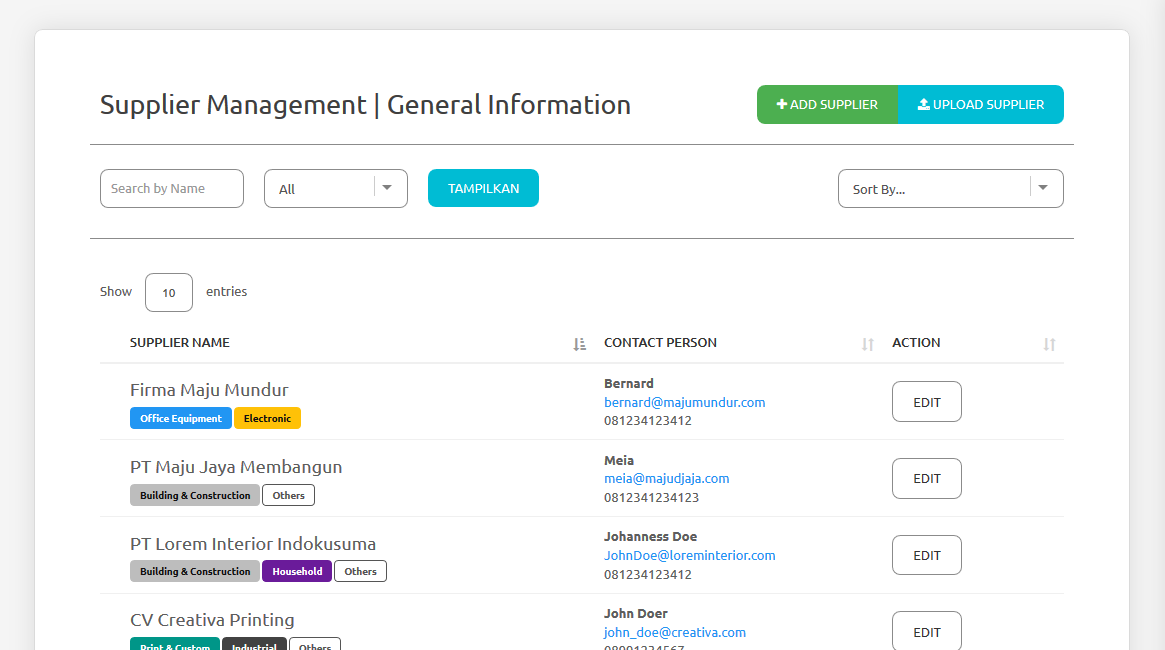 Supplier Management | General Information
ADD SUPPLIER
UPLOAD SUPPLIER
Search by Name
All
TAMPILKAN
Sort By...
Show 10 entries
SUPPLIER NAME CONTACT PERSON ACTION
Firma Maju Mundur
Office Equipment Electronic
Bernard
bernard@majumundur.com
081234123412
EDIT
PT Maju Jaya Membangun
Building & Construction Others
Meia
meia@majudjaja.com
0812341234123
EDIT
PT Lorem Interior Indokusuma
Building & Construction Household Others
Johanness Doe
JohnDoe@loreminterior.com
081234123412
EDIT
CV Creativa Printing
Print & Custom Industrial Others
John Doer
john_doe@creativa.com
EDIT